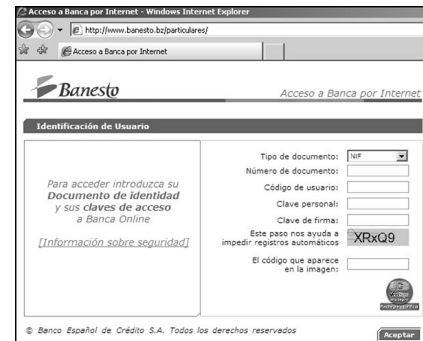 Acceso a Banca por Internet - Windows Internet Explorer
http://www.banesto.bz/particulares/
Acceso a Banca por Internet
Banesto
Acceso a Banca por Internet
Identificación de Usuario
Para acceder introduzca su
Documento de identidad
y sus claves de acceso
a Banca Online
[Información sobre seguridad]
Tipo de documento: NIF
Número de documento:
Código de usuario:
Clave personal:
Clave de firma:
Este paso nos ayuda a
impedir registros automáticos
XRxQ9
El código que aparece
en la imagen:
© Banco Español de Crédito S.A. Todos los derechos reservados
Aceptar